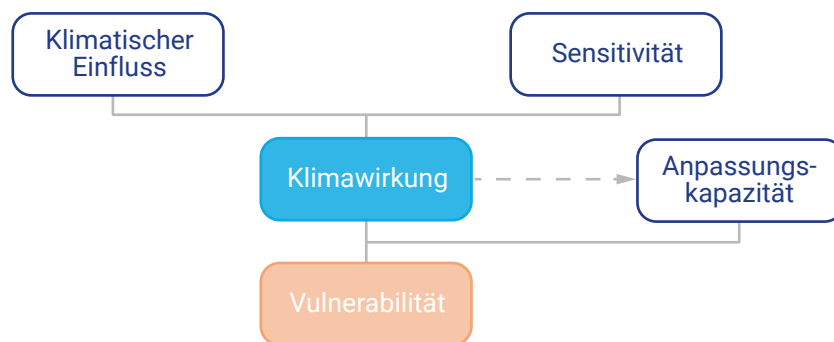 Klimatischer
Einfluss
Sensitivität
Klimawirkung
Anpassungs-
kapazität
Vulnerabilität